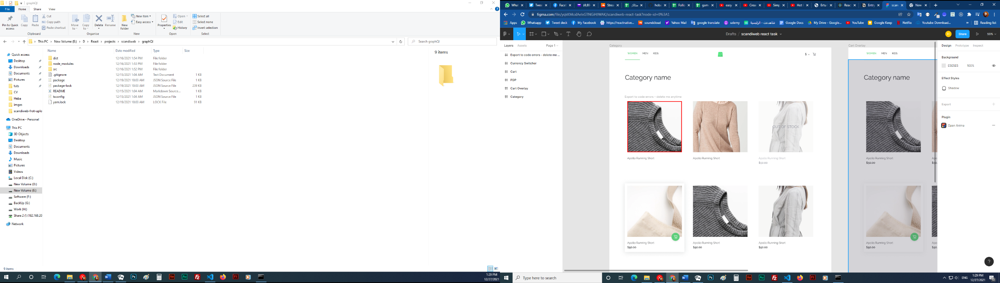 graphQl
File
Home
Share
View
Pin to Quick access
Copy
Paste
Cut
Copy path
Paste shortcut
Move to
Copy to
Delete
Rename
New folder
New item
Easy access
Properties
Open
Edit
History
Select all
Select none
Invert selection
Clipboard
Organise
New
Open
Select
This PC
New Volume (E:)
D
React
projects
scandiweb
graphQl
Search graphQl
Name
Date modified
Type
Size
dist
12/16/2021 1:54 PM
File folder
node_modules
12/16/2021 1:53 PM
File folder
src
12/16/2021 1:52 PM
File folder
.gitignore
12/15/2021 1:04 AM
Text Document
1 KB
package
12/19/2021 10:03 AM
JSON Source File
1 KB
package-lock
12/19/2021 10:03 AM
JSON Source File
239 KB
README
12/15/2021 1:04 AM
Markdown Source...
1 KB
tsconfig
12/15/2021 1:04 AM
JSON Source File
1 KB
yarn.lock
12/19/2021 10:03 AM
LOCK File
91 KB
9 items
Quick access
Desktop
Downloads
Documents
Pictures
tuts
CV
Heba
imgas
scandiweb-frot-uplo
OneDrive - Personal
This PC
3D Objects
Desktop
Documents
Downloads
Music
Pictures
Videos
Local Disk (C:)
New Volume (D:)
New Volume (E:)
Software (F:)
BackUp (G:)
Work (H:)
Share 2 (\\192.168.20
Network
9 items
1:29 PM
12/27/2021
What
Twee
Faceb
(4,69
Strea
مذاكر
hoba
Follo
gam
easy
Crea
Simp
Hot
Ertu
Reac
Entry
scan
New
figma.com/file/yqkKMcxIAelxGTNGiHJWAK/scandiweb-react-task?node-id=0%3A1
Apps
Whatsapp
Tweet deck
My Facebook
https://reactnative...
soundcloud
Yahoo Mail
google translate
udemy
شاهد.نت - الرئيسية
Google Docs
My Drive - Google...
YouTube
Google Keep
Netflix
Youtube Download...
»
Reading list
Drafts / scandiweb react task
H
Share
59%
Layers
Assets
Page 1
Export to code errors - delete me ...
Currency Switcher
Cart
PDP
Cart Overlay
Category
Category
WOMEN
MEN
KIDS
$
Category name
Export to code errors - delete me anytime
OUT OF STOCK
Apollo Running Short
Apollo Running Short
Apollo Running Short
$50.00
Apollo Running Short
$50.00
Apollo Running Short
$50.00
Apollo Running Short
$50.00
Cart Overlay
WOMEN
MEN
KIDS
Category name
Apollo Running Short
$50.00
Apo
$50.
Apollo Running Short
$50.00
Apo
$50.
Design
Prototype
Inspect
Background
E5E5E5
100%
Effect Styles
Shadow
Export
Plugin
Open Anima
?
Type here to search
ENG
1:29 PM
12/27/2021
15